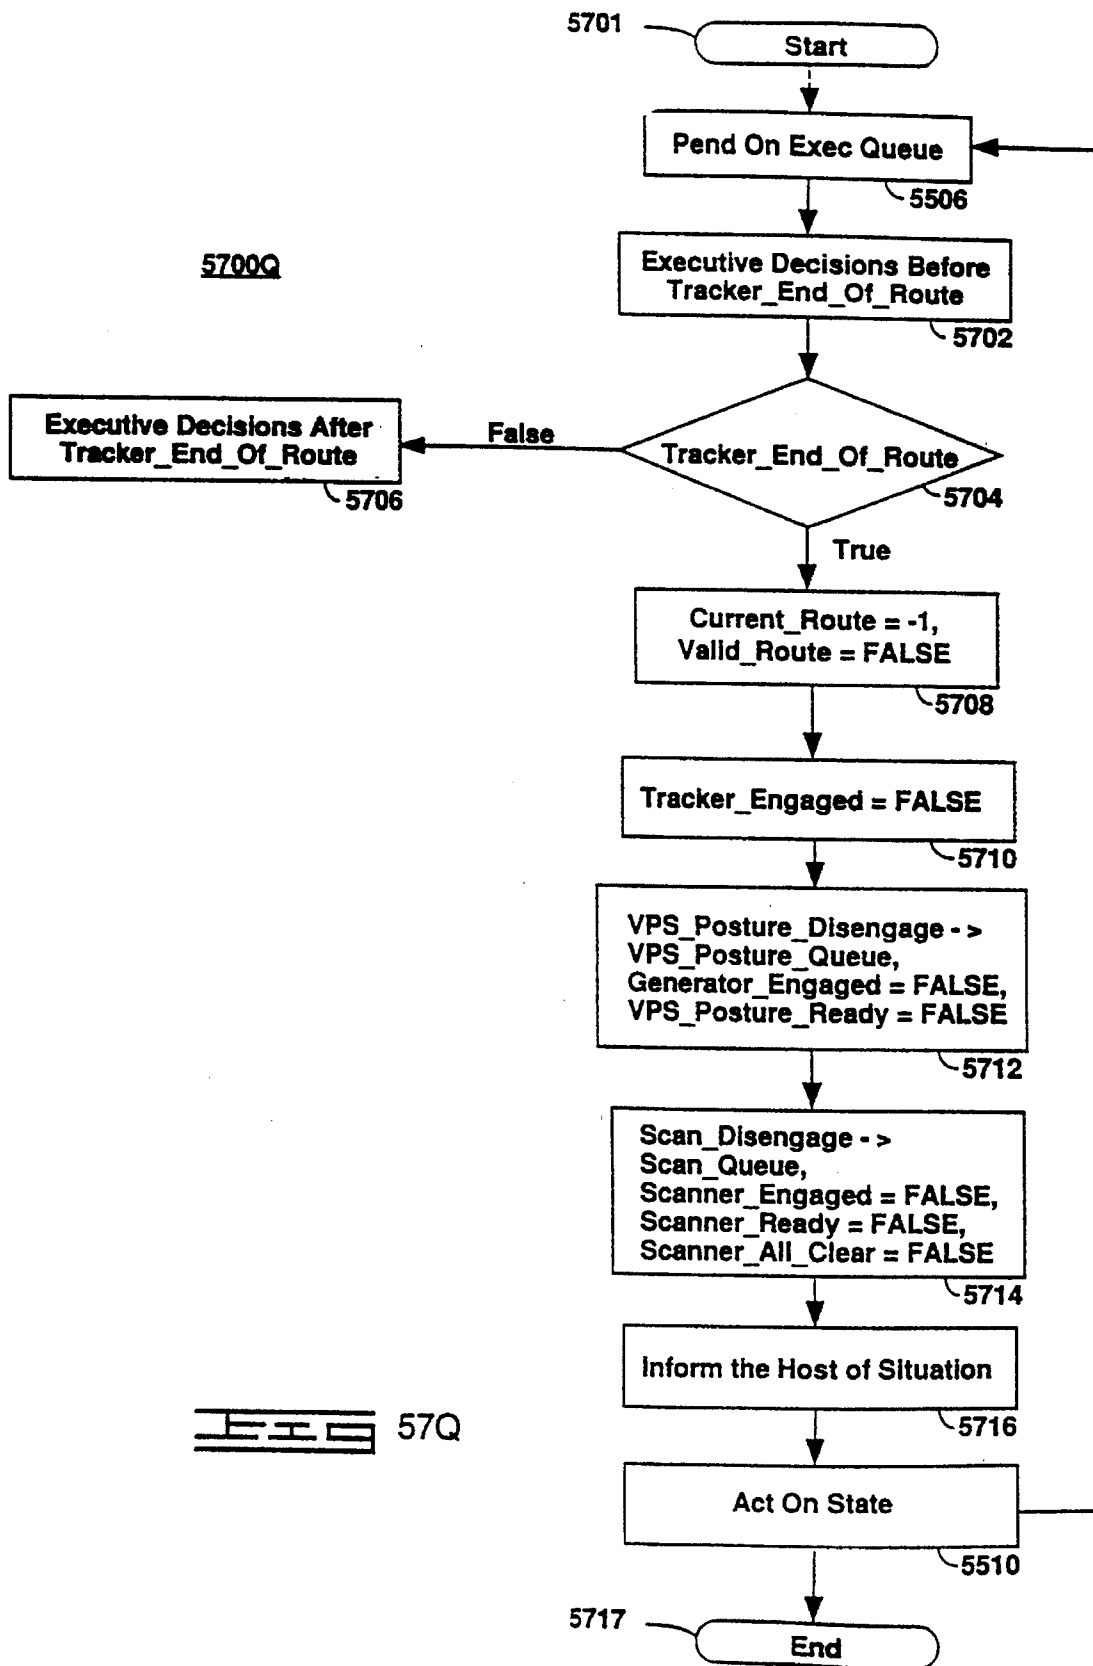 5701
Start
Pend On Exec Queue
5506
5700Q
Executive Decisions Before
Tracker_End_Of_Route
5702
Executive Decisions After
Tracker_End_Of_Route
5706
False
Tracker_End_Of_Route
5704
True
Current_Route = -1,
Valid_Route = FALSE
5708
Tracker_Engaged = FALSE
5710
VPS_Posture_Disengage - >
VPS_Posture_Queue,
Generator_Engaged = FALSE,
VPS_Posture_Ready = FALSE
5712
Scan_Disengage - >
Scan_Queue,
Scanner_Engaged = FALSE,
Scanner_Ready = FALSE,
Scanner_All_Clear = FALSE
5714
Inform the Host of Situation
5716
FIG 57Q
Act On State
5510
5717
End